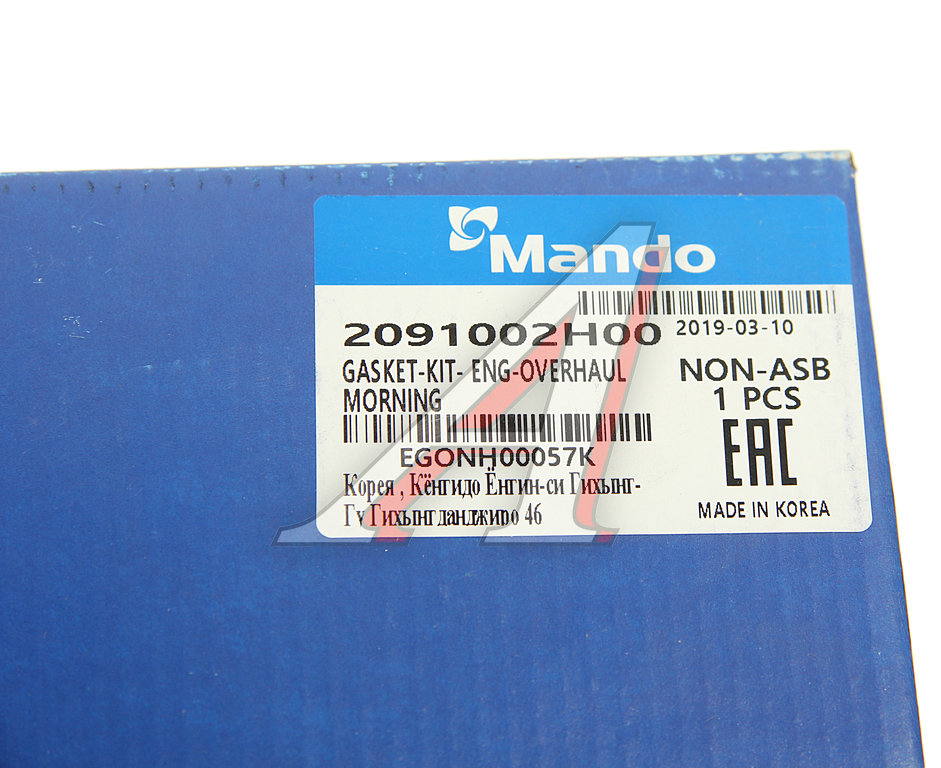 Mando
2091002H00 2019-03-10
GASKET-KIT- ENG-OVERHAUL NON-ASB
MORNING 1 PCS
EAC
EGONH00057K
Корея , Кёнгидо Ёнгин-си Гихынг-
Гу Гихынгданджиро 46
MADE IN KOREA